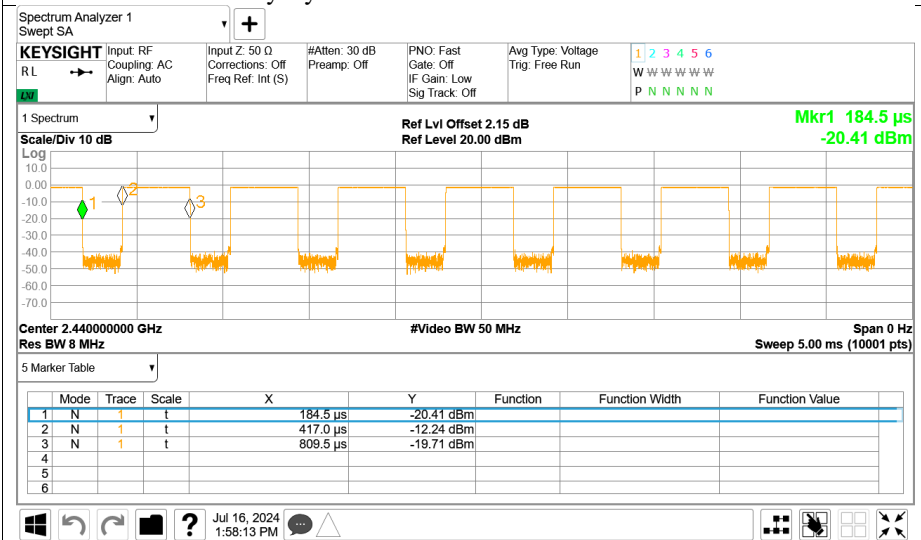 Spectrum Analyzer 1
Swept SA
+
KEYSIGHT
R L
LXI
Input: RF
Coupling: AC
Align: Auto
Input Z: 50 Ω
Corrections: Off
Freq Ref: Int (S)
#Atten: 30 dB
Preamp: Off
PNO: Fast
Gate: Off
IF Gain: Low
Sig Track: Off
Avg Type: Voltage
Trig: Free Run
1 2 3 4 5 6
W W W W W W
P N N N N N
1 Spectrum
Scale/Div 10 dB
Ref Lvl Offset 2.15 dB
Ref Level 20.00 dBm
Mkr1 184.5 µs
-20.41 dBm
Log
10.0
0.00
-10.0
-20.0
-30.0
-40.0
-50.0
-60.0
-70.0
1
2
3
Center 2.440000000 GHz
#Video BW 50 MHz
Span 0 Hz
Res BW 8 MHz
Sweep 5.00 ms (10001 pts)
5 Marker Table
Mode Trace Scale X Y Function Function Width Function Value
1 N 1 t 184.5 µs -20.41 dBm
2 N 1 t 417.0 µs -12.24 dBm
3 N 1 t 809.5 µs -19.71 dBm
4
5
6
?
Jul 16, 2024
1:58:13 PM